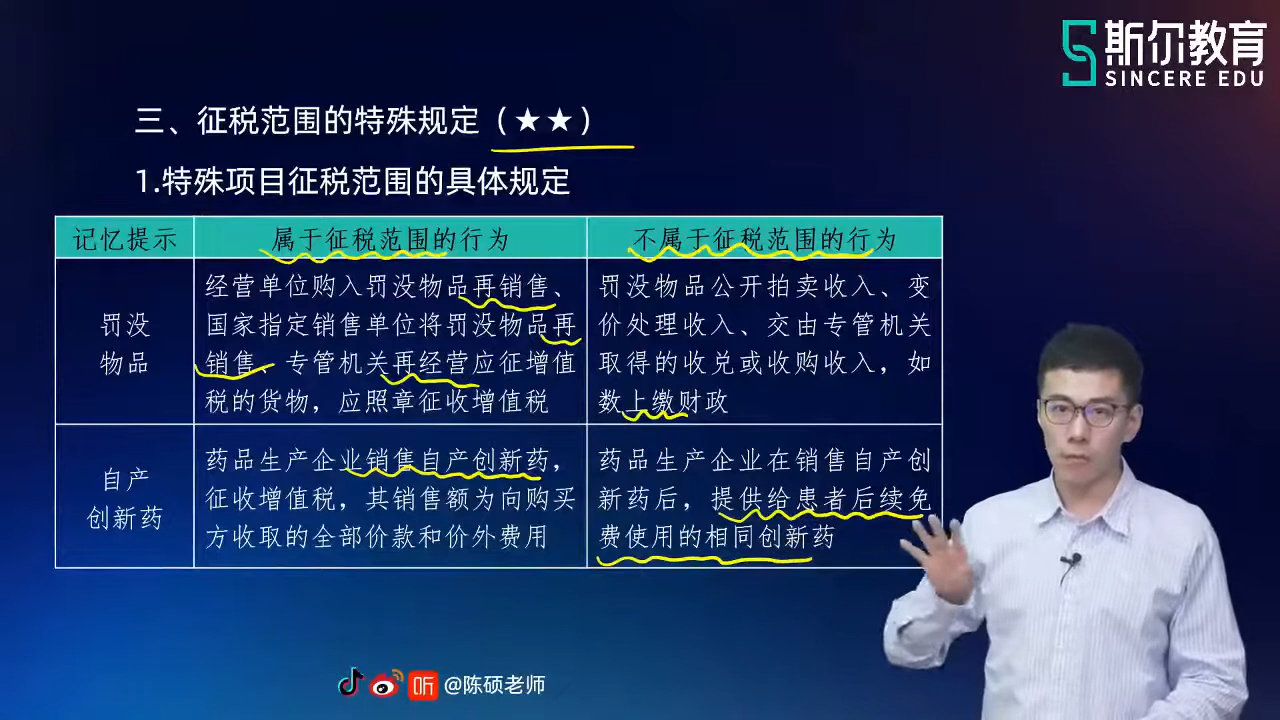 斯尔教育
SINCERE EDU
三、征税范围的特殊规定（★★）
1.特殊项目征税范围的具体规定
记忆提示
属于征税范围的行为
不属于征税范围的行为
罚没
物品
经营单位购入罚没物品再销售、
国家指定销售单位将罚没物品再
销售、专管机关再经营应征增值
税的货物，应照章征收增值税
罚没物品公开拍卖收入、变
价处理收入、交由专管机关
取得的收兑或收购收入，如
数上缴财政
自产
创新药
药品生产企业销售自产创新药，
征收增值税，其销售额为向购买
方收取的全部价款和价外费用
药品生产企业在销售自产创
新药后，提供给患者后续免
费使用的相同创新药
听 @陈硕老师